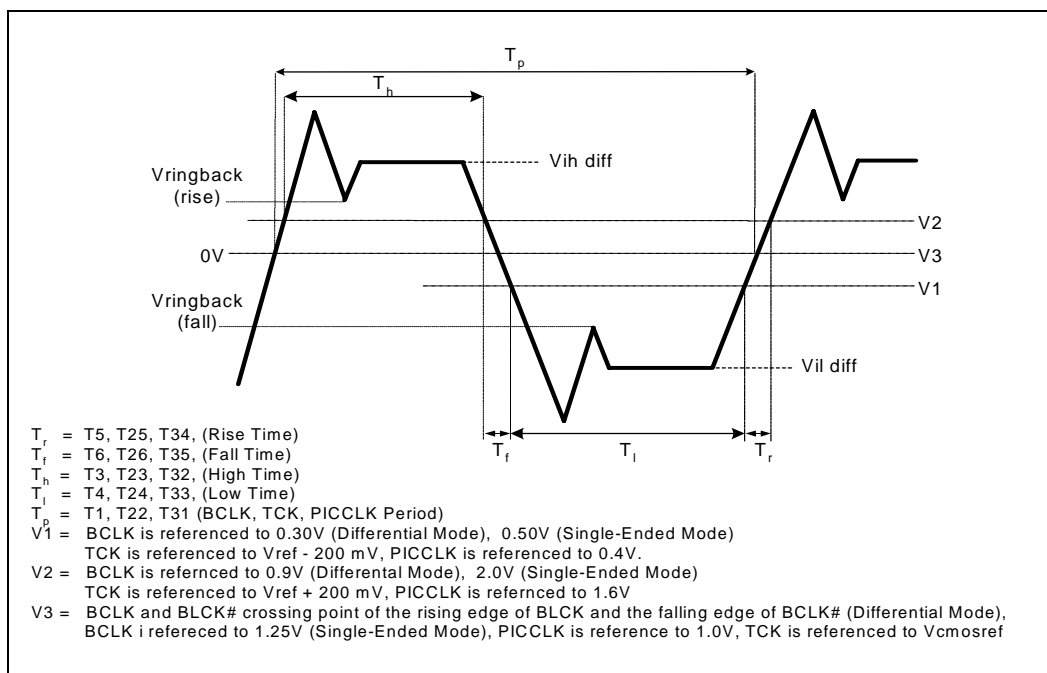 Tp
Th
Vih diff
Vringback
(rise)
V2
0V
V3
V1
Vringback
(fall)
Vil diff
Tf
Tl
Tr
Tr = T5, T25, T34, (Rise Time)
Tf = T6, T26, T35, (Fall Time)
Th = T3, T23, T32, (High Time)
Tl = T4, T24, T33, (Low Time)
Tp = T1, T22, T31 (BCLK, TCK, PICCLK Period)
V1 = BCLK is referenced to 0.30V (Differential Mode), 0.50V (Single-Ended Mode)
TCK is referenced to Vref - 200 mV, PICCLK is referenced to 0.4V.
V2 = BCLK is refernced to 0.9V (Differental Mode), 2.0V (Single-Ended Mode)
TCK is referenced to Vref + 200 mV, PICCLK is refernced to 1.6V
V3 = BCLK and BLCK# crossing point of the rising edge of BLCK and the falling edge of BCLK# (Differential Mode),
BCLK i refereced to 1.25V (Single-Ended Mode), PICCLK is reference to 1.0V, TCK is referenced to Vcmosref